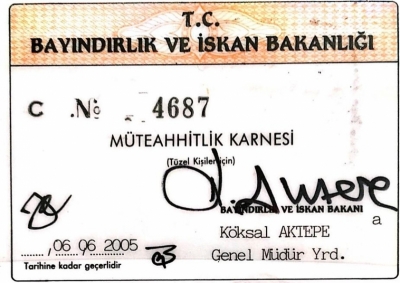 T.C.
BAYINDIRLIK VE İSKAN BAKANLIĞI
C .No 4687
MÜTEAHHİTLİK KARNESİ
(Tüzel Kişiler için)
BAYINDIRLIK VE İSKAN BAKANI
a
Köksal AKTEPE
......,06 06 2005
Genel Müdür Yrd.
Tarihine kadar geçerlidir